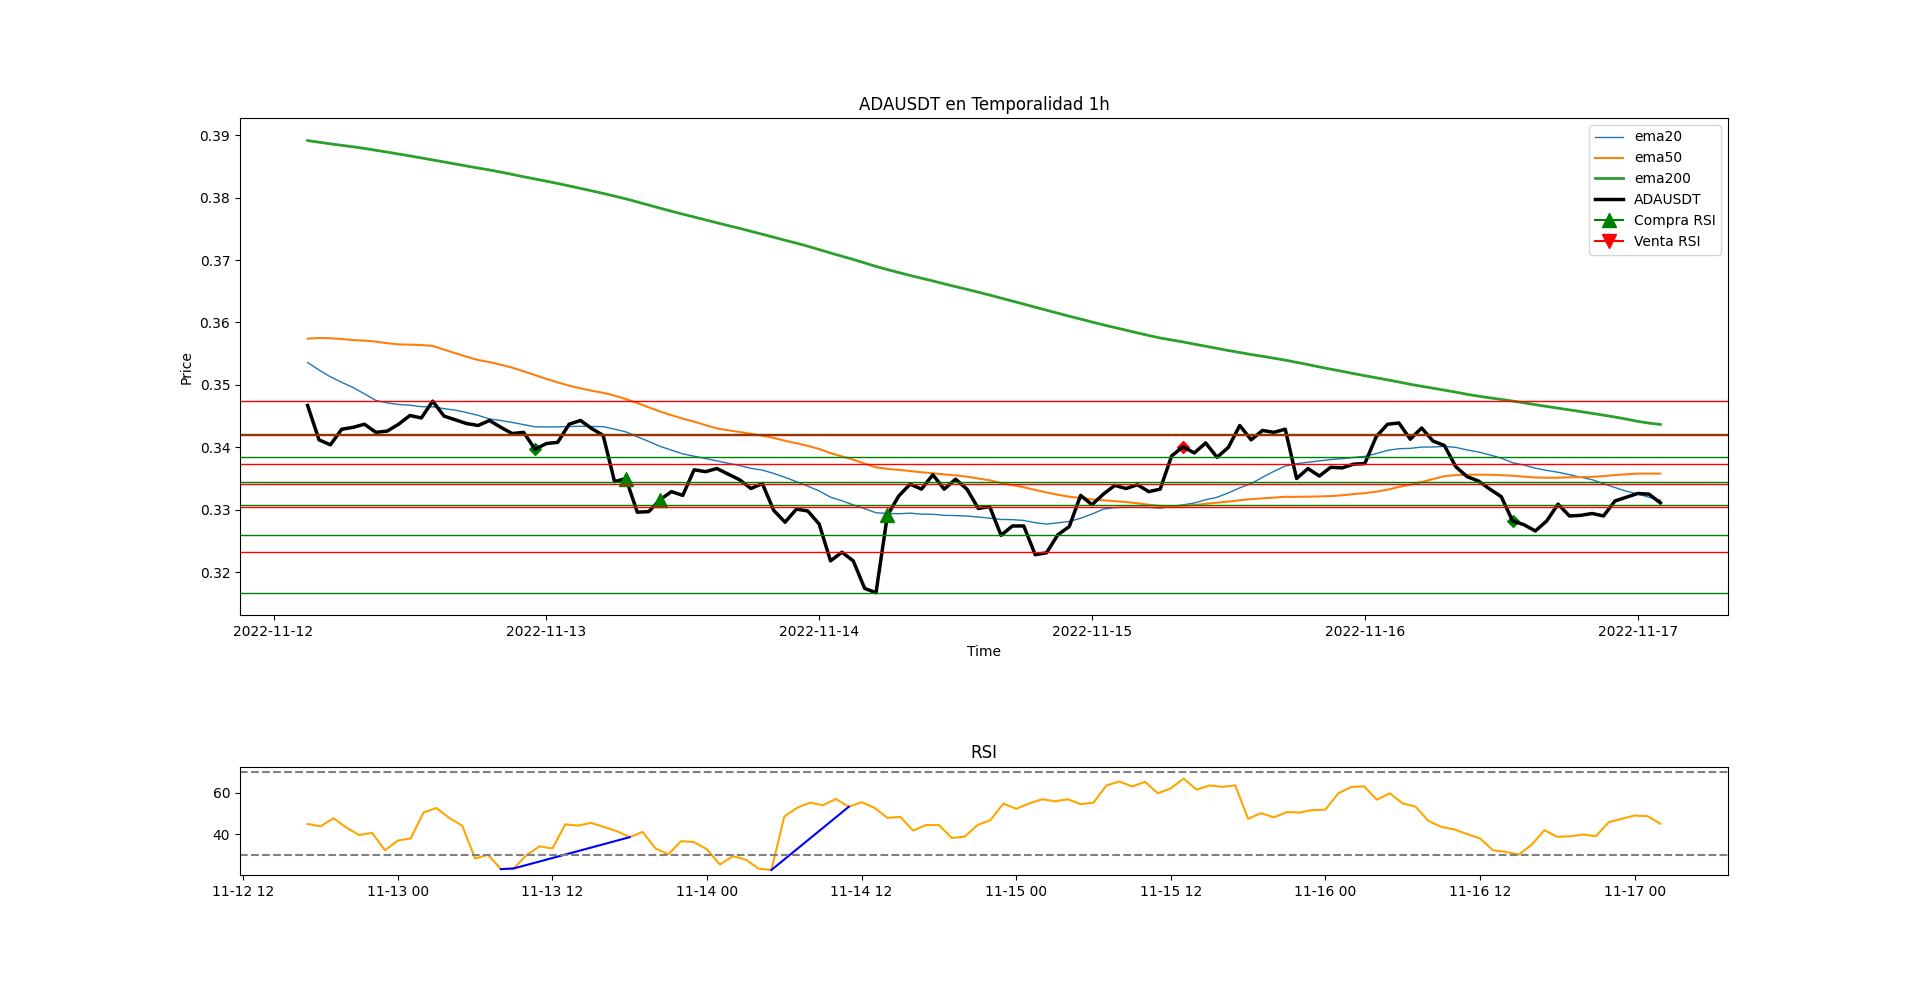 ADAUSDT en Temporalidad 1h
0.39
0.38
0.37
0.36
0.35
0.34
0.33
0.32
Price
ema20
ema50
ema200
ADAUSDT
Compra RSI
Venta RSI
2022-11-12 2022-11-13 2022-11-14 2022-11-15 2022-11-16 2022-11-17
Time
RSI
60
40
11-12 12 11-13 00 11-13 12 11-14 00 11-14 12 11-15 00 11-15 12 11-16 00 11-16 12 11-17 00